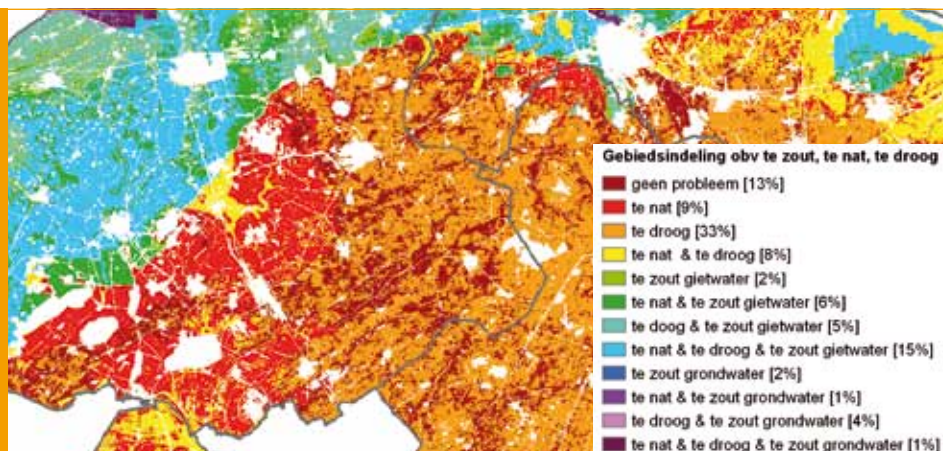 Gebiedsindeling obv te zout, te nat, te droog
geen probleem [13%]
te nat [9%]
te droog [33%]
te nat & te droog [8%]
te zout gietwater [2%]
te nat & te zout gietwater [6%]
te doog & te zout gietwater [5%]
te nat & te droog & te zout gietwater [15%]
te zout grondwater [2%]
te nat & te zout grondwater [1%]
te droog & te zout grondwater [4%]
te nat & te droog & te zout grondwater [1%]